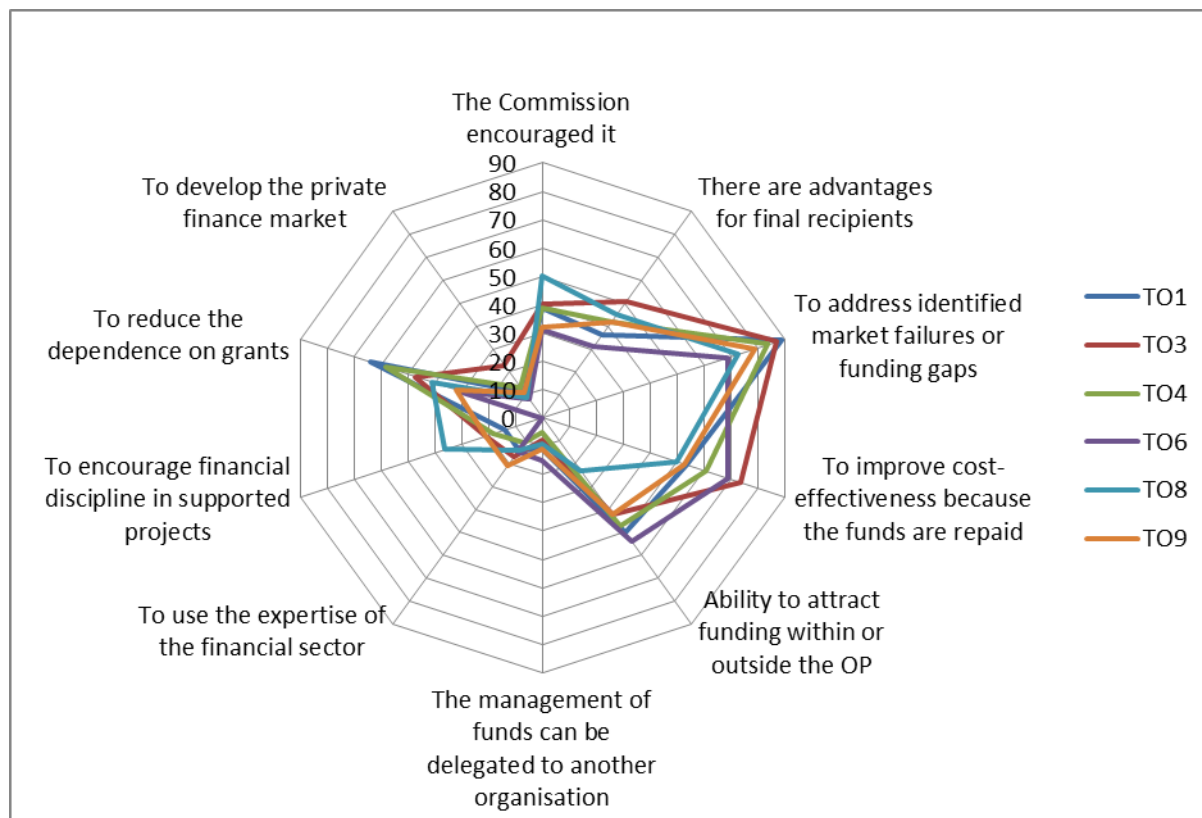 The Commission
encouraged it
There are advantages
for final recipients
To address identified
market failures or
funding gaps
To improve cost-
effectiveness because
the funds are repaid
Ability to attract
funding within or
outside the OP
The management of
funds can be
delegated to another
organisation
To use the expertise of
the financial sector
To encourage financial
discipline in supported
projects
To reduce the
dependence on grants
To develop the private
finance market
90
80
70
60
50
40
30
20
10
0
TO1
TO3
TO4
TO6
TO8
TO9